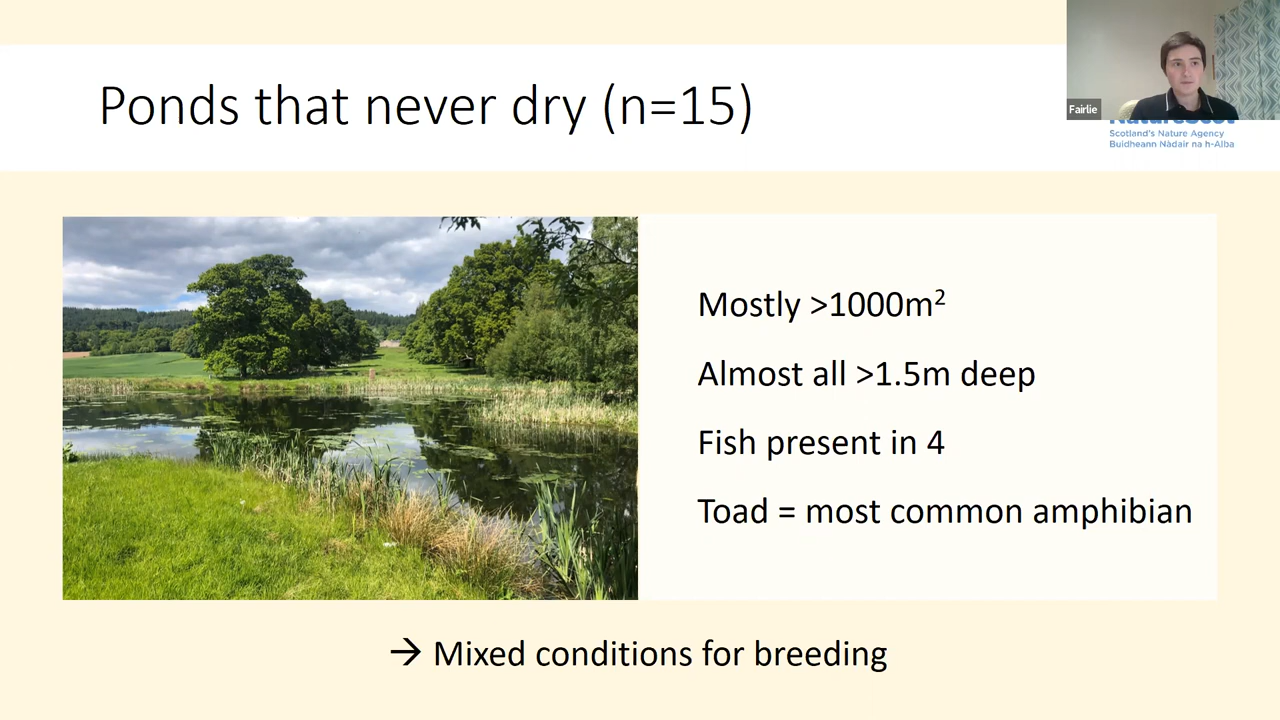 Ponds that never dry (n=15)
Fairlie
Scotland's Nature Agency
Buidheann Nàdair na h-Alba
Mostly >1000m²
Almost all >1.5m deep
Fish present in 4
Toad = most common amphibian
→ Mixed conditions for breeding